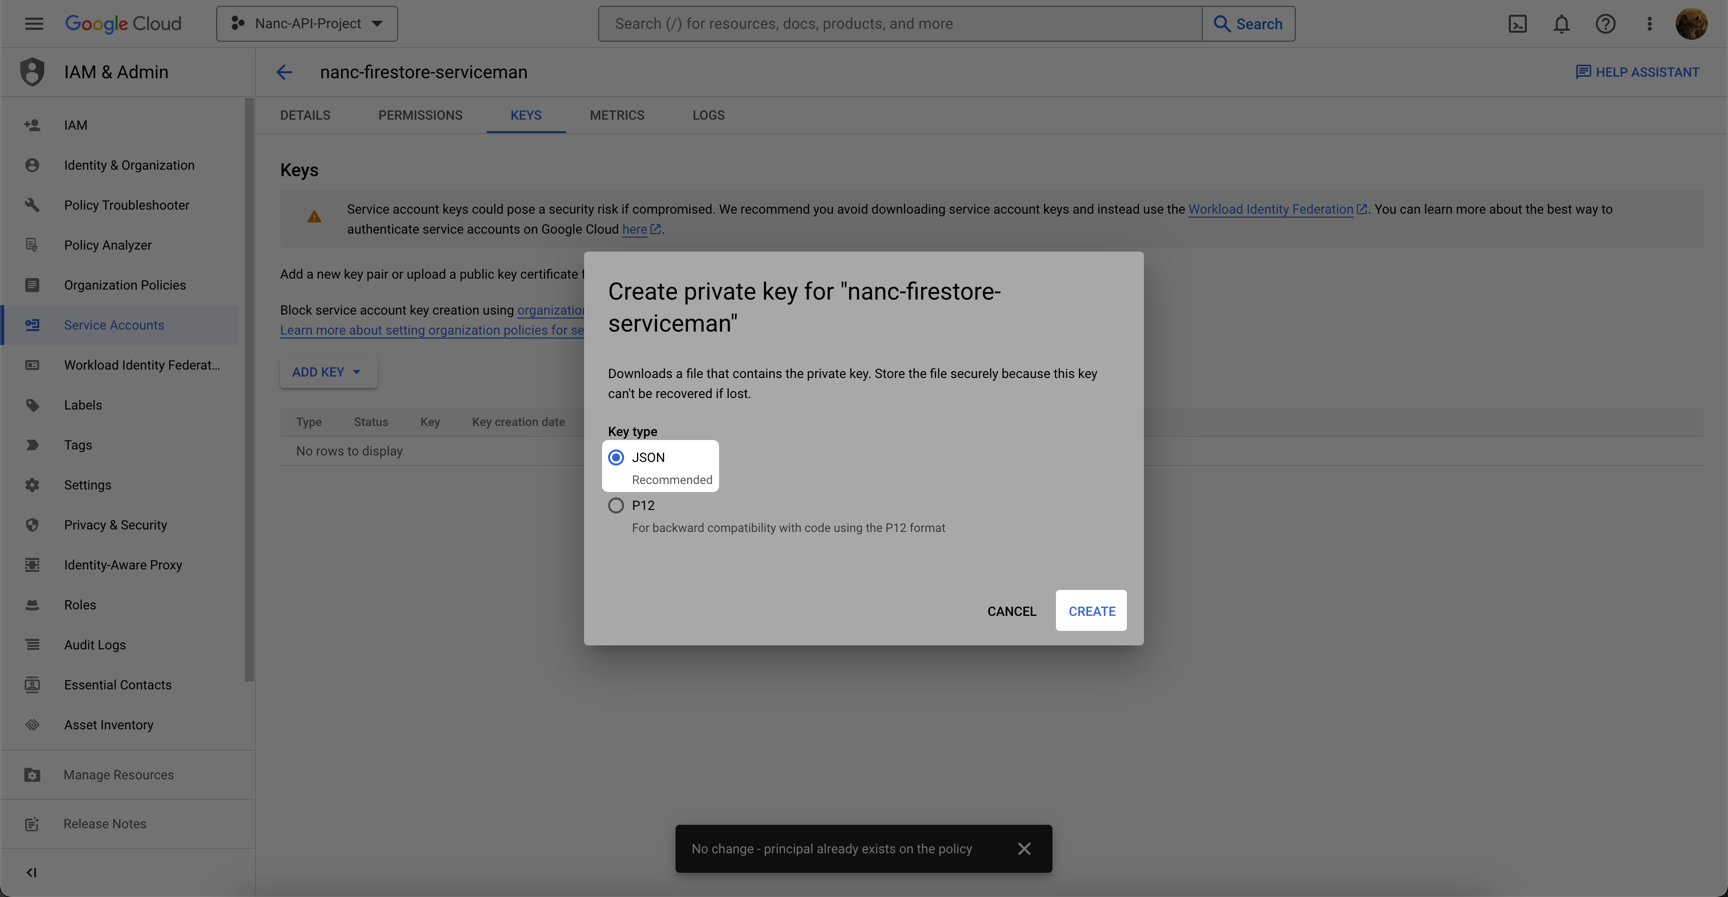 Google Cloud
Nanc-API-Project
Search (/) for resources, docs, products, and more
Search
IAM & Admin
nanc-firestore-serviceman
HELP ASSISTANT
DETAILS
PERMISSIONS
KEYS
METRICS
LOGS
IAM
Identity & Organization
Policy Troubleshooter
Policy Analyzer
Organization Policies
Service Accounts
Workload Identity Federat...
Labels
Tags
Settings
Privacy & Security
Identity-Aware Proxy
Roles
Audit Logs
Essential Contacts
Asset Inventory
Manage Resources
Release Notes
Keys
Service account keys could pose a security risk if compromised. We recommend you avoid downloading service account keys and instead use the Workload Identity Federation. You can learn more about the best way to
authenticate service accounts on Google Cloud here.
Add a new key pair or upload a public key certificate
Block service account key creation using
Learn more about setting organization policies for
ADD KEY
Type
Status
Key
Key creation date
No rows to display
Create private key for "nanc-firestore-
serviceman"
Downloads a file that contains the private key. Store the file securely because this key
can't be recovered if lost.
Key type
JSON
Recommended
P12
For backward compatibility with code using the P12 format
CANCEL
CREATE
No change - principal already exists on the policy